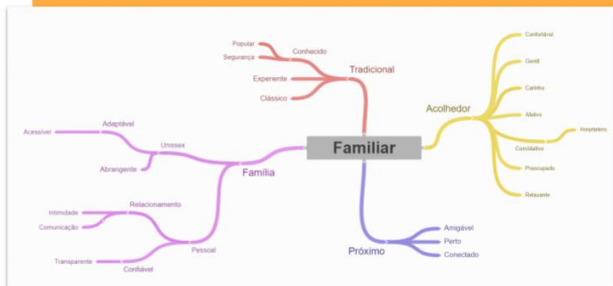 Popular
Segurança
Conhecido
Experiente
Clássico
Tradicional
Familiar
Acolhedor
Confortável
Gentil
Carinho
Afetivo
Convidativo
Hospitaleiro
Preocupado
Relaxante
Acessível
Adaptável
Unissex
Abrangente
Família
Intimidade
Comunicação
Relacionamento
Pessoal
Transparente
Confiável
Próximo
Amigável
Perto
Conectado